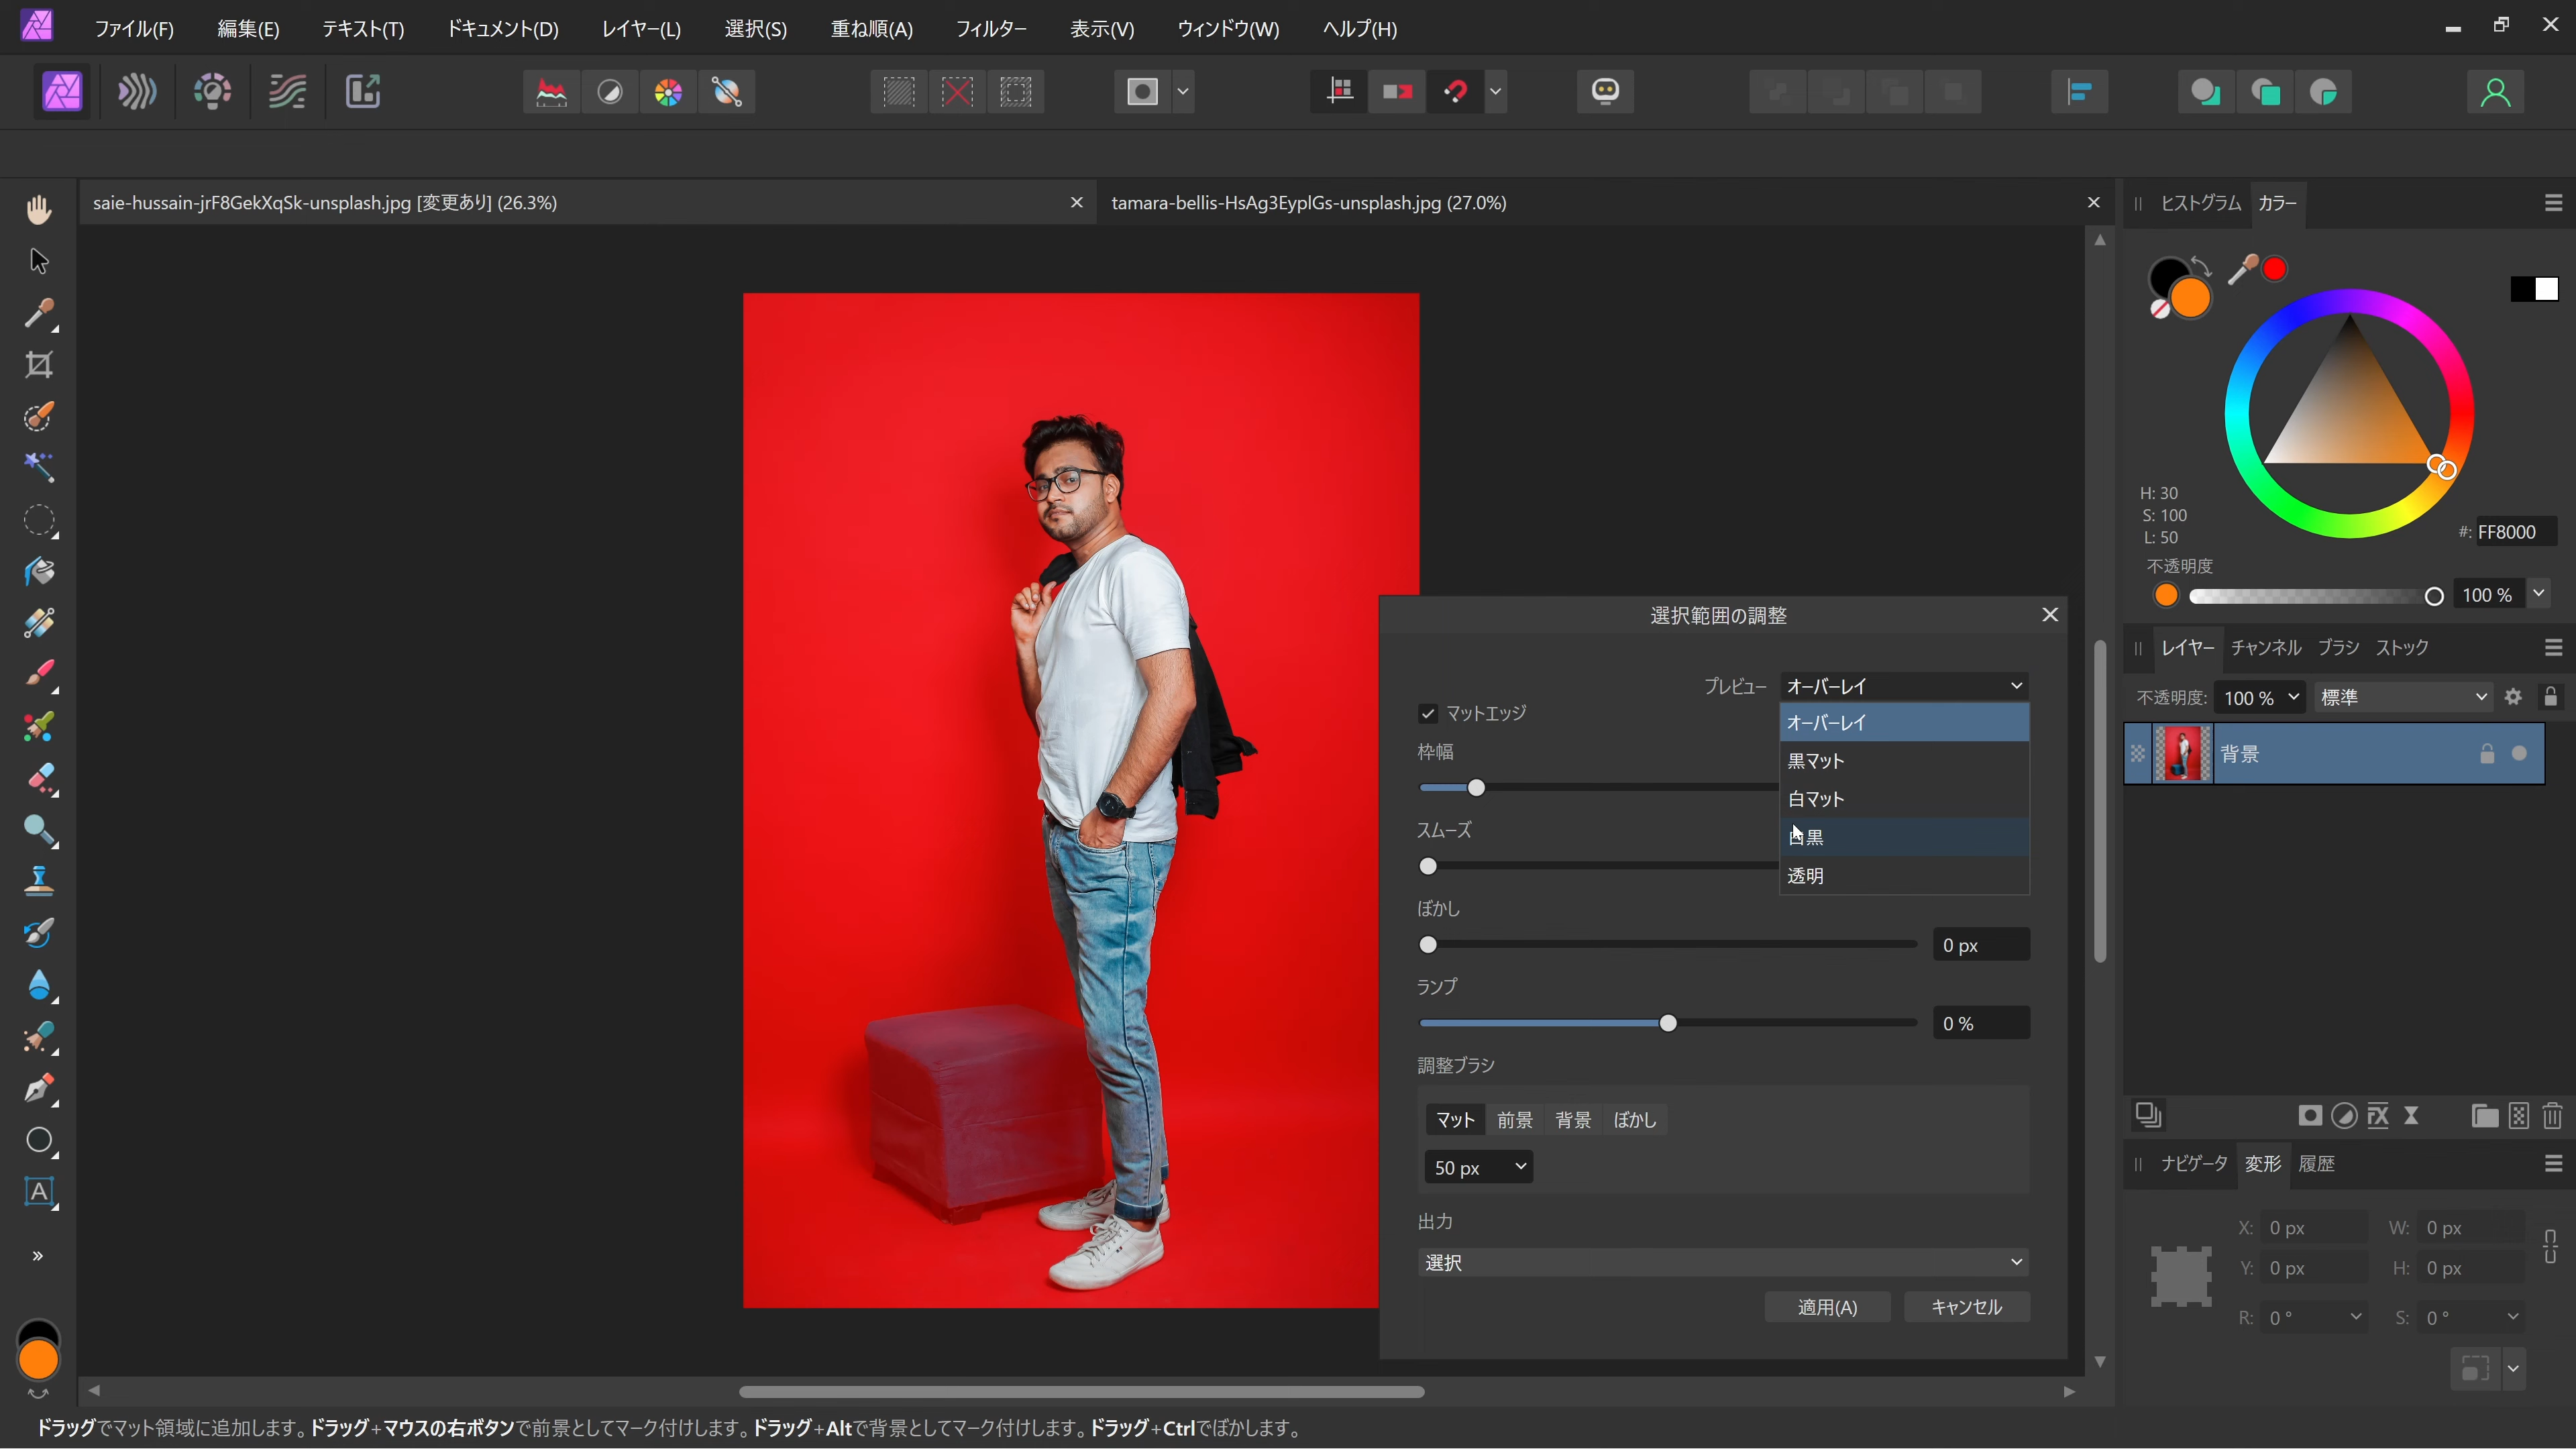 ファイル(F) 編集(E) テキスト(T) ドキュメント(D) レイヤー(L) 選択(S) 重ね順(A) フィルター 表示(V) ウィンドウ(W) ヘルプ(H)
saie-hussain-jrF8GekXqSk-unsplash.jpg [変更あり] (26.3%)
tamara-bellis-HsAg3EyplGs-unsplash.jpg (27.0%)
ヒストグラム カラー
H: 30
S: 100
L: 50
#: FF8000
不透明度
100 %
レイヤー チャンネル ブラシ ストック
不透明度: 100 % 標準
背景
選択範囲の調整
プレビュー オーバーレイ
オーバーレイ
黒マット
白マット
白黒
透明
マットエッジ
枠幅
スムーズ
ぼかし
0 px
ランプ
0 %
調整ブラシ
マット 前景 背景 ぼかし
50 px
出力
選択
適用(A) キャンセル
ナビゲータ 変形 履歴
X: 0 px W: 0 px
Y: 0 px H: 0 px
R: 0 ° S: 0 °
ドラッグでマット領域に追加します。ドラッグ+マウスの右ボタンで前景としてマーク付けします。ドラッグ+Altで背景としてマーク付けします。ドラッグ+Ctrlでぼかします。